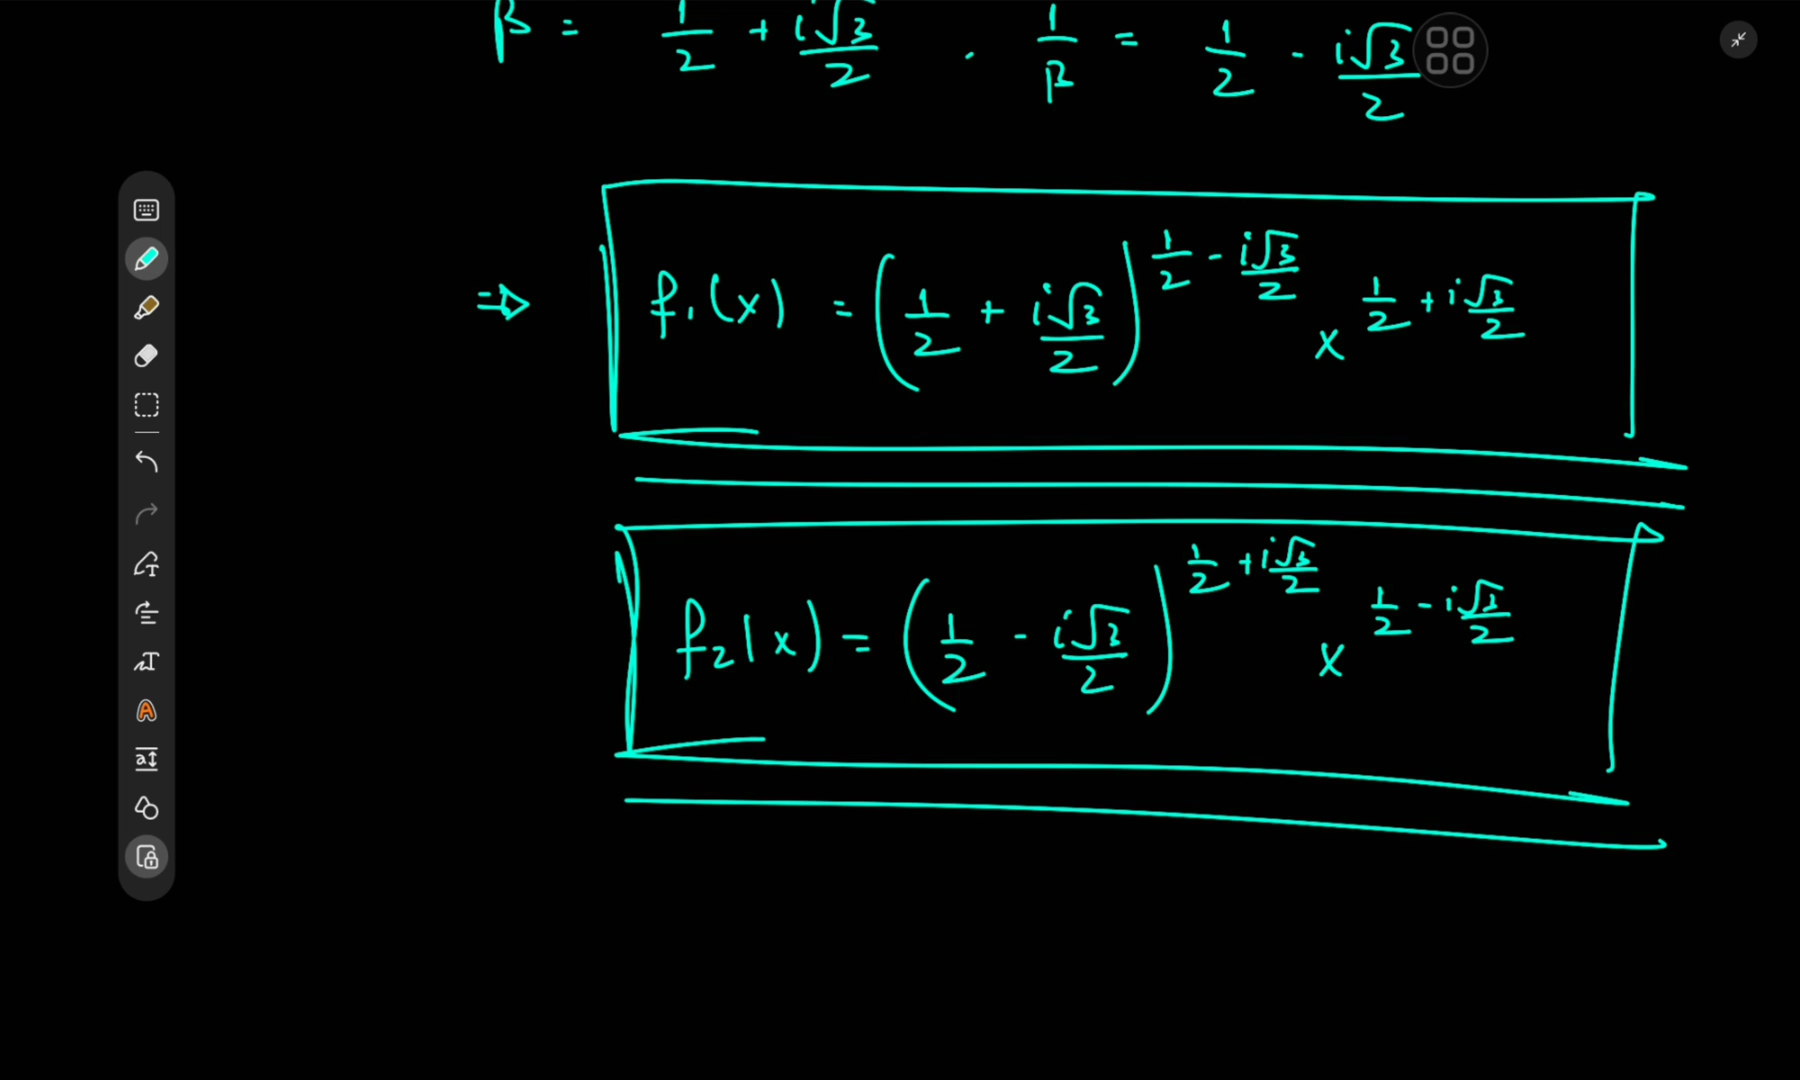 β = 1/2 + i√3/2 . 1/β = 1/2 - i√3/2
⇒ f₁(x) = (1/2 + i√3/2)^(1/2 - i√3/2) x^(1/2 + i√3/2)
f₂(x) = (1/2 - i√3/2)^(1/2 + i√3/2) x^(1/2 - i√3/2)